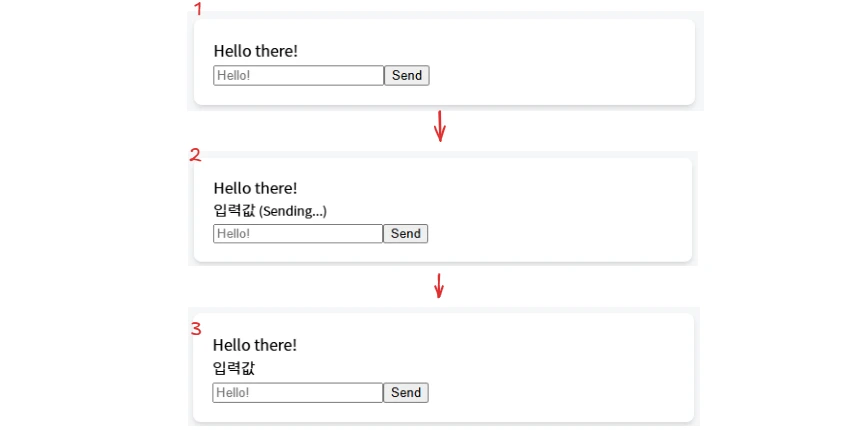 1
Hello there!
Hello! Send
2
Hello there!
입력값 (Sending...)
Hello! Send
3
Hello there!
입력값
Hello! Send